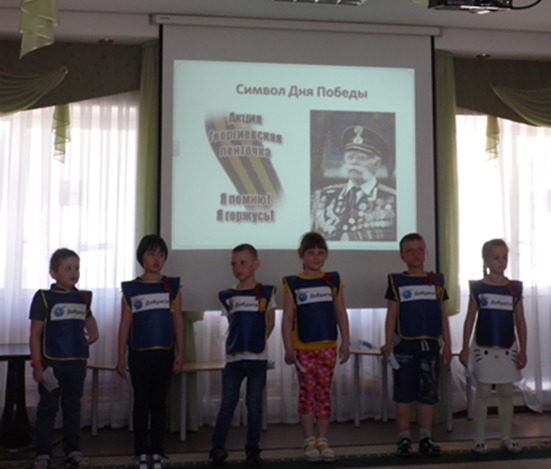 Символ Дня Победы
Акция
Георгиевская
ленточка
Я помню!
Я горжусь!